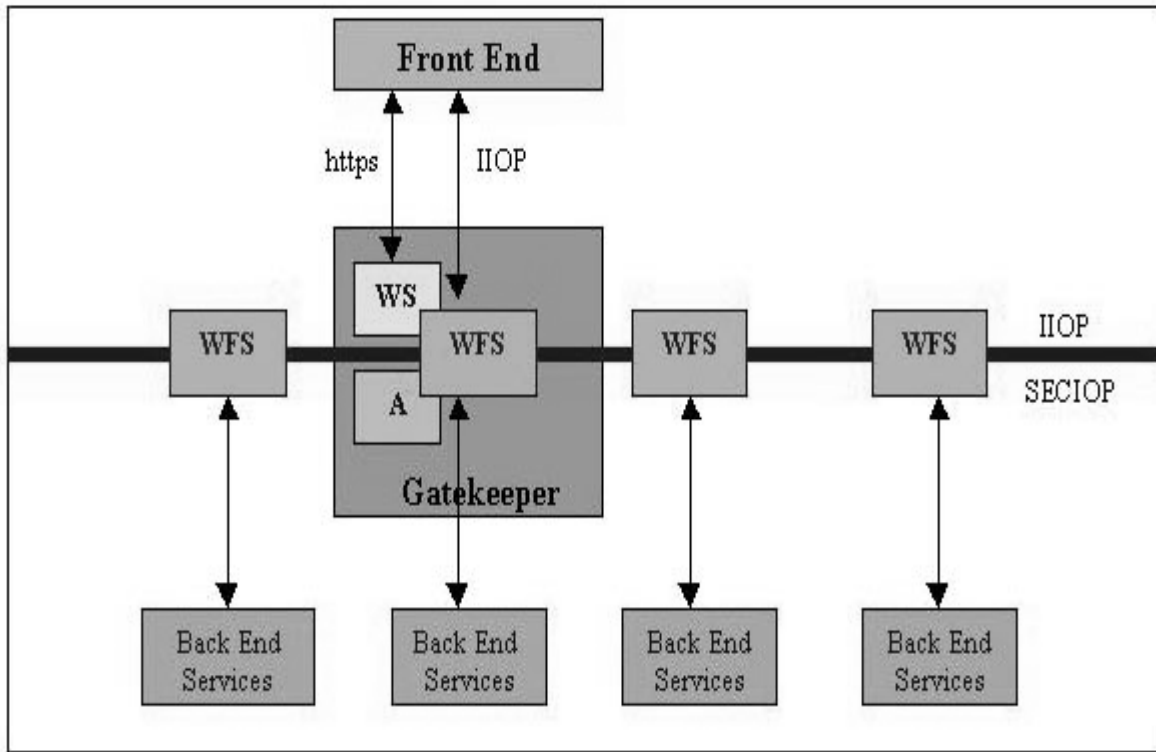 Front End
https
IIOP
WS
WFS
WFS
WFS
WFS
IIOP
SECIOP
A
Gatekeeper
Back End
Services
Back End
Services
Back End
Services
Back End
Services